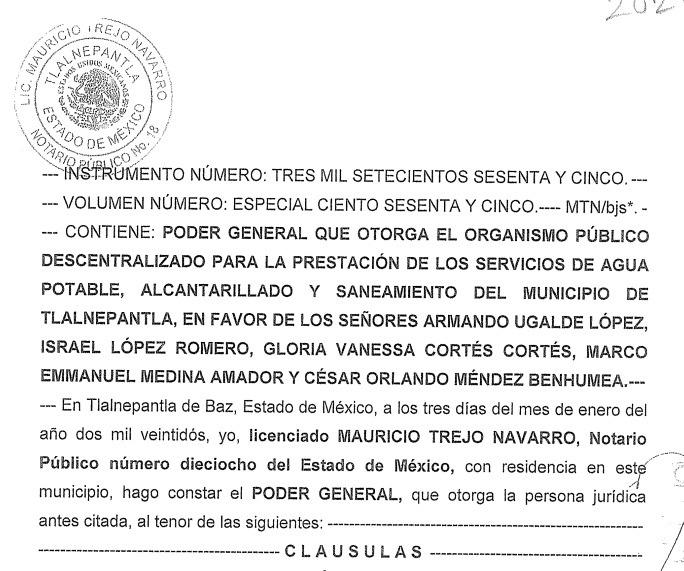 202
LIC. MAURICIO TREJO NAVARRO
TLALNEPANTLA
ESTADOS UNIDOS MEXICANOS
ESTADO DE MÉXICO
NOTARIO PÚBLICO No. 18
--- INSTRUMENTO NÚMERO: TRES MIL SETECIENTOS SESENTA Y CINCO. ---
--- VOLUMEN NÚMERO: ESPECIAL CIENTO SESENTA Y CINCO.---- MTN/bjs*. -
--- CONTIENE: PODER GENERAL QUE OTORGA EL ORGANISMO PÚBLICO
DESCENTRALIZADO PARA LA PRESTACIÓN DE LOS SERVICIOS DE AGUA
POTABLE, ALCANTARILLADO Y SANEAMIENTO DEL MUNICIPIO DE
TLALNEPANTLA, EN FAVOR DE LOS SEÑORES ARMANDO UGALDE LÓPEZ,
ISRAEL LÓPEZ ROMERO, GLORIA VANESSA CORTÉS CORTÉS, MARCO
EMMANUEL MEDINA AMADOR Y CÉSAR ORLANDO MÉNDEZ BENHUMEA.---
--- En Tlalnepantla de Baz, Estado de México, a los tres días del mes de enero del
año dos mil veintidós, yo, licenciado MAURICIO TREJO NAVARRO, Notario
Público número dieciocho del Estado de México, con residencia en este
municipio, hago constar el PODER GENERAL, que otorga la persona jurídica
antes citada, al tenor de las siguientes: ------------------------------------------------------
----------------------------------------- C L A U S U L A S ------------------------------------